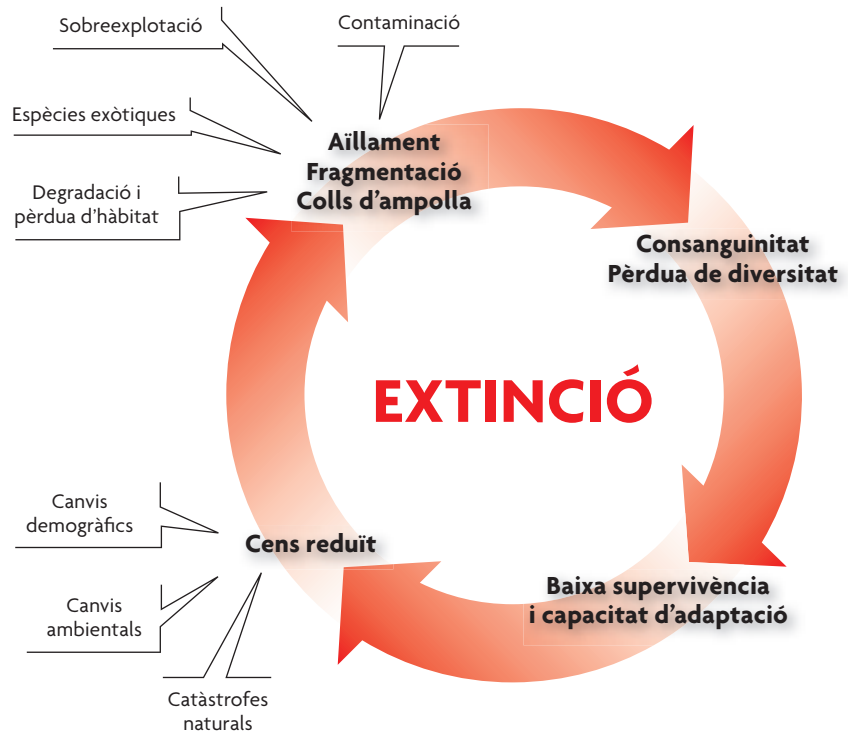 Sobreexplotació
Contaminació
Espècies exòtiques
Degradació i
pèrdua d'hàbitat
Aïllament
Fragmentació
Colls d'ampolla
Consanguinitat
Pèrdua de diversitat
EXTINCIÓ
Baixa supervivència
i capacitat d'adaptació
Cens reduït
Canvis
demogràfics
Canvis
ambientals
Catàstrofes
naturals